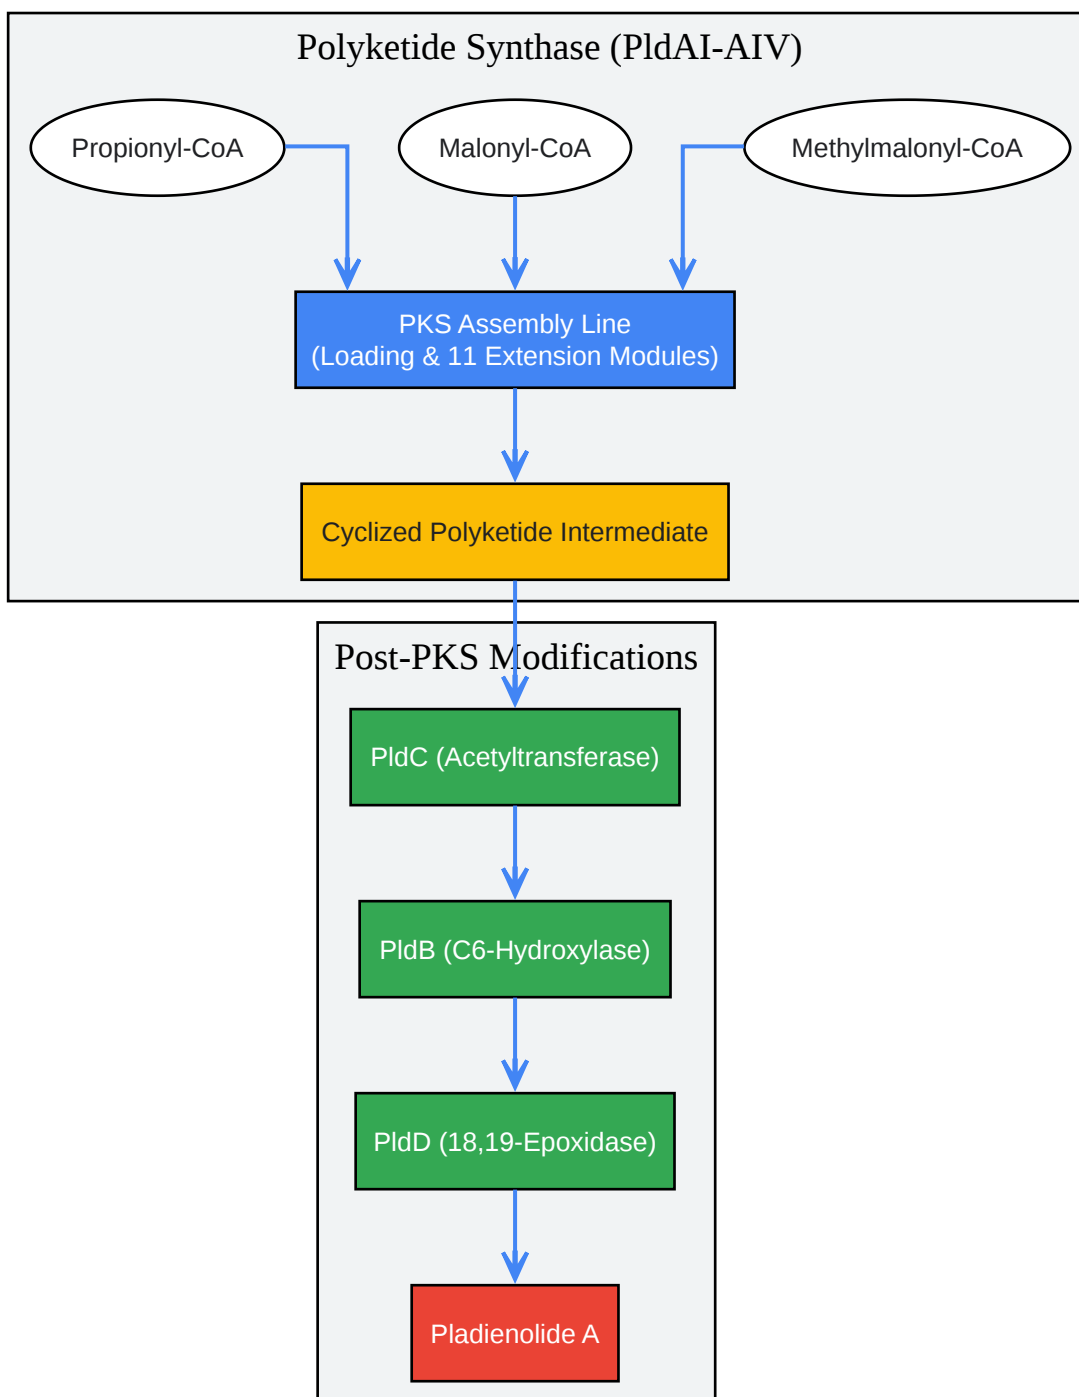 Polyketide Synthase (PldAI-AIV)
Propionyl-CoA
Malonyl-CoA
Methylmalonyl-CoA
PKS Assembly Line
(Loading & 11 Extension Modules)
Cyclized Polyketide Intermediate
Post-PKS Modifications
PldC (Acetyltransferase)
PldB (C6-Hydroxylase)
PldD (18,19-Epoxidase)
Pladienolide A